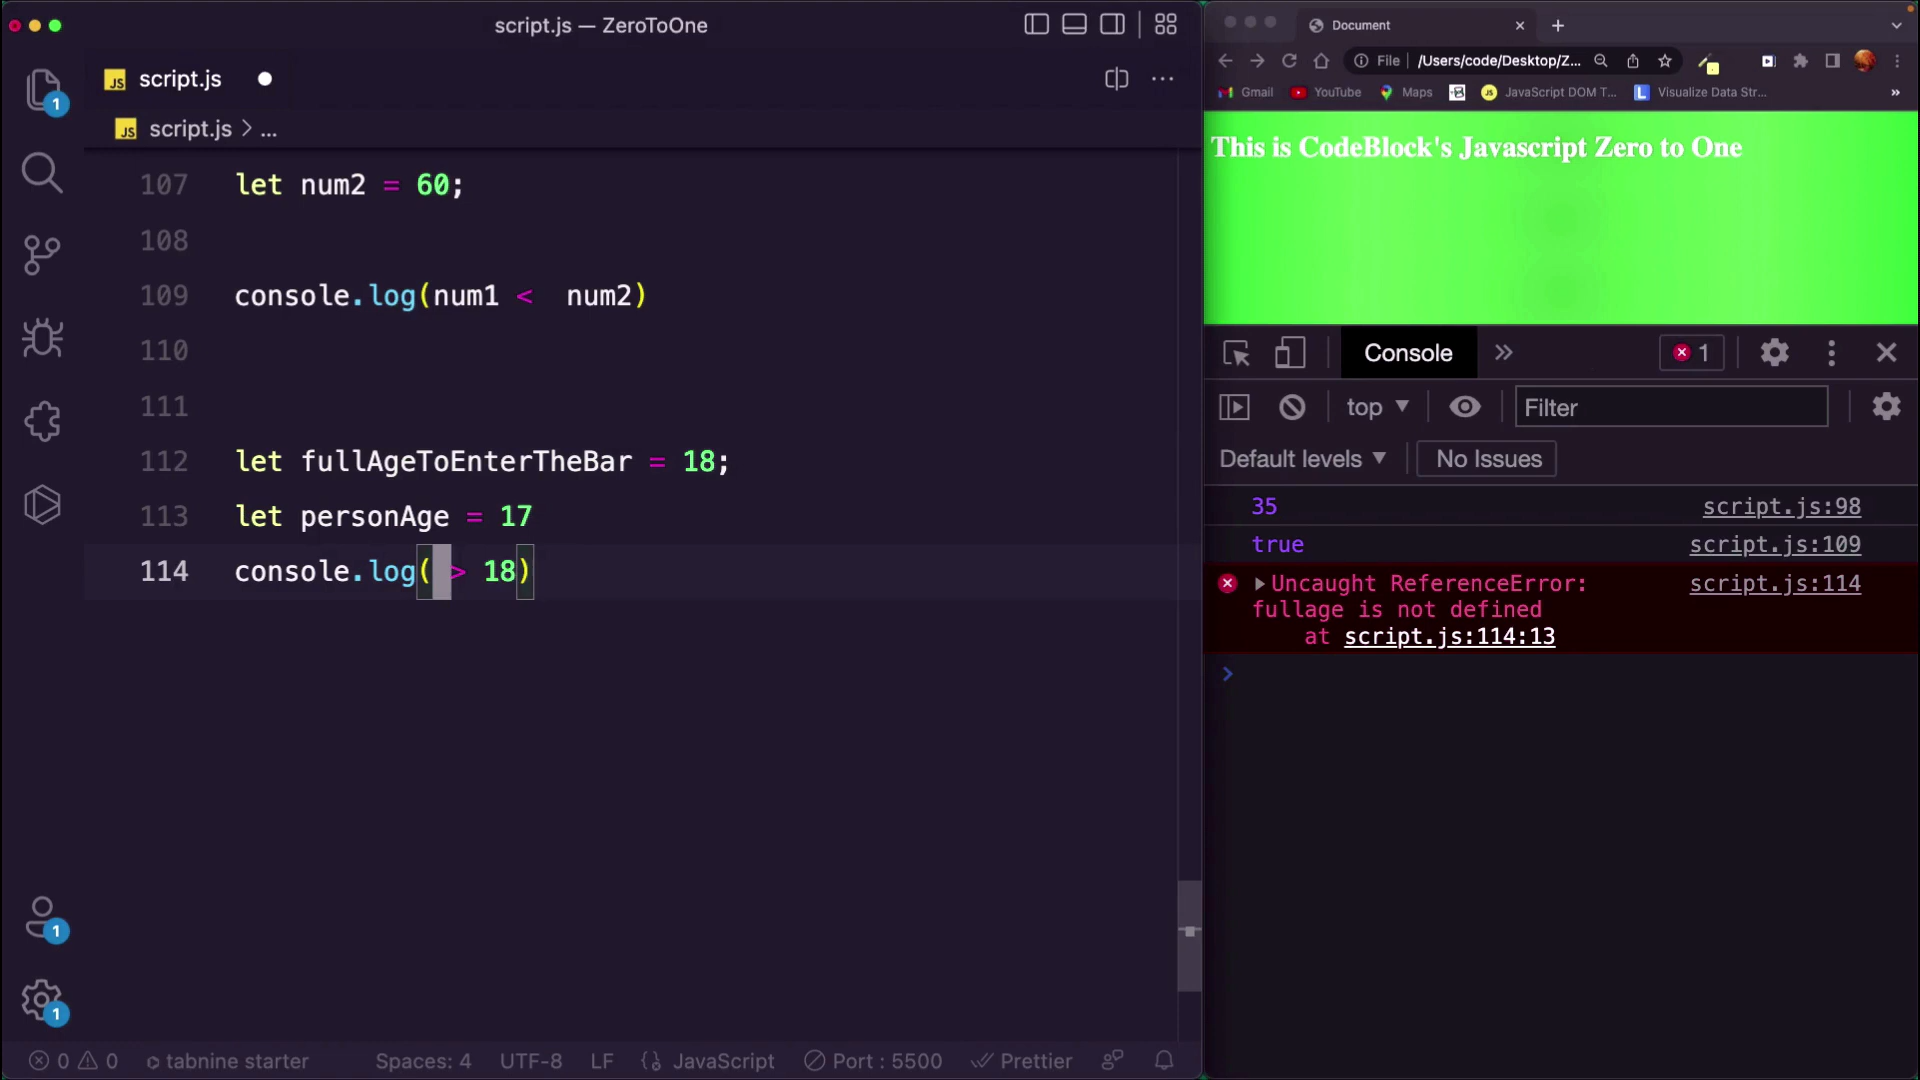 script.js — ZeroToOne
script.js
script.js > ...
107 let num2 = 60;
108
109 console.log(num1 <  num2)
110
111
112 let fullAgeToEnterTheBar = 18;
113 let personAge = 17
114 console.log( > 18)
1
1
1
0 0 tabnine starter Spaces: 4 UTF-8 LF {} JavaScript Port : 5500 Prettier
Document
File /Users/code/Desktop/Z...
Gmail YouTube Maps JavaScript DOM T... Visualize Data Str... »
This is CodeBlock's Javascript Zero to One
Console 1
top Filter
Default levels No Issues
35 script.js:98
true script.js:109
Uncaught ReferenceError: script.js:114
fullage is not defined
at script.js:114:13